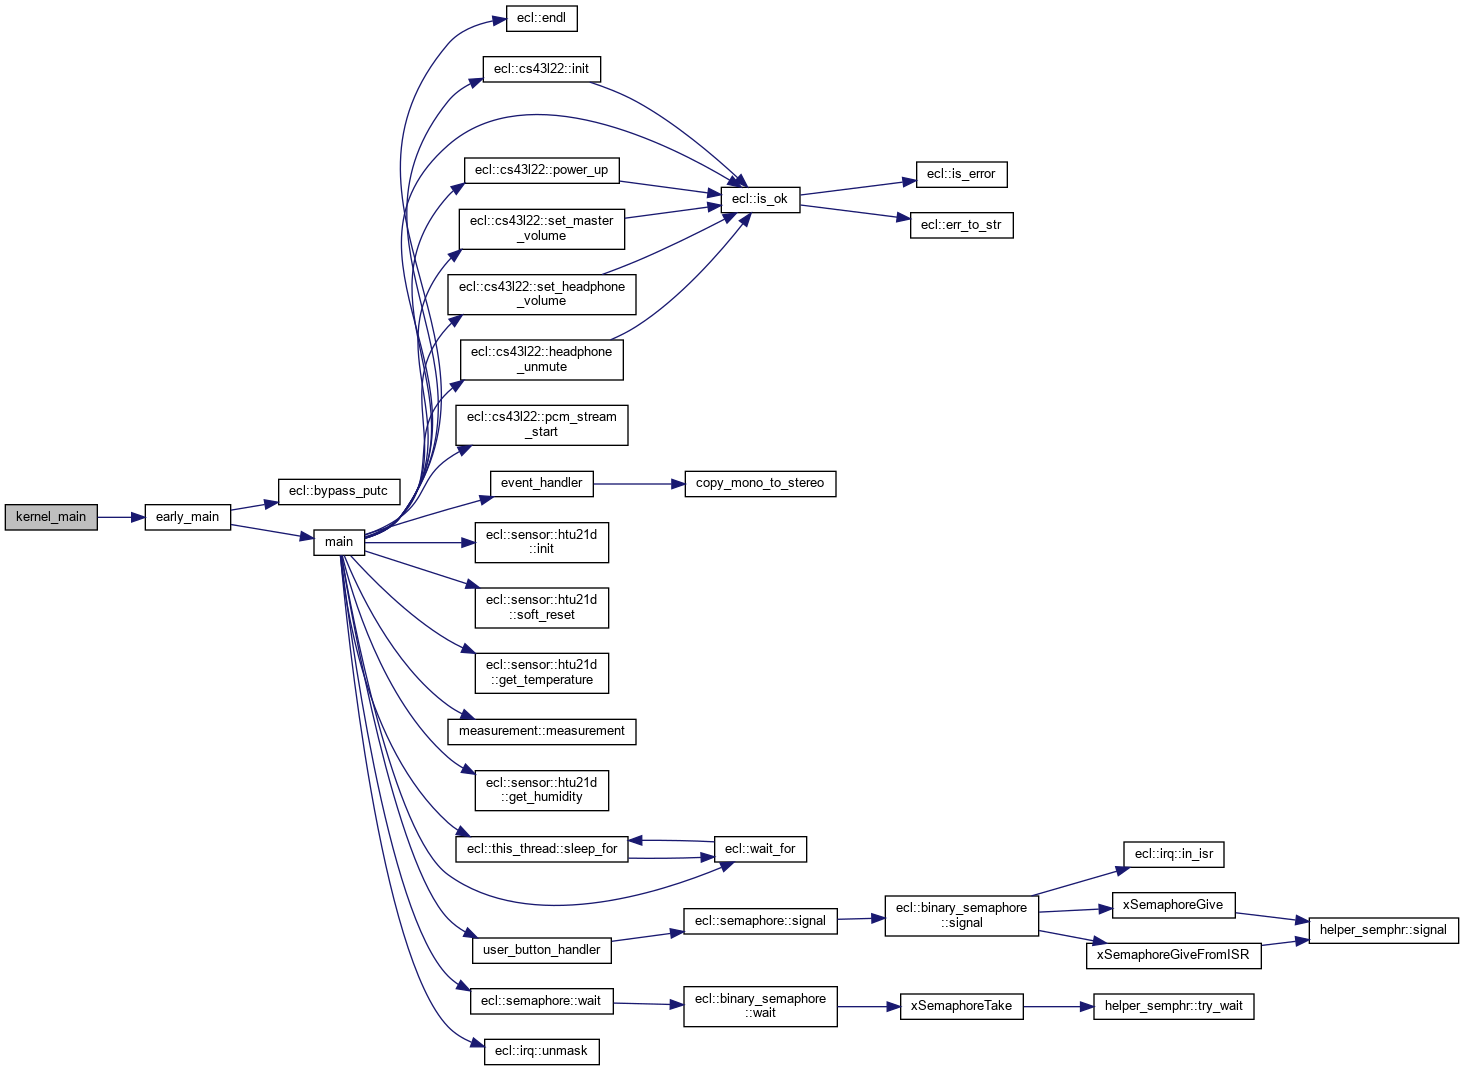 ecl::endl
ecl::cs43l22::init
ecl::cs43l22::power_up
ecl::is_error
ecl::is_ok
ecl::cs43l22::set_master
_volume
ecl::err_to_str
ecl::cs43l22::set_headphone
_volume
ecl::cs43l22::headphone
_unmute
ecl::cs43l22::pcm_stream
_start
event_handler
copy_mono_to_stereo
ecl::bypass_putc
kernel_main
early_main
main
ecl::sensor::htu21d
::init
ecl::sensor::htu21d
::soft_reset
ecl::sensor::htu21d
::get_temperature
measurement::measurement
ecl::sensor::htu21d
::get_humidity
ecl::this_thread::sleep_for
ecl::wait_for
ecl::irq::in_isr
xSemaphoreGive
ecl::binary_semaphore
::signal
ecl::semaphore::signal
helper_semphr::signal
user_button_handler
xSemaphoreGiveFromISR
ecl::semaphore::wait
ecl::binary_semaphore
::wait
xSemaphoreTake
helper_semphr::try_wait
ecl::irq::unmask